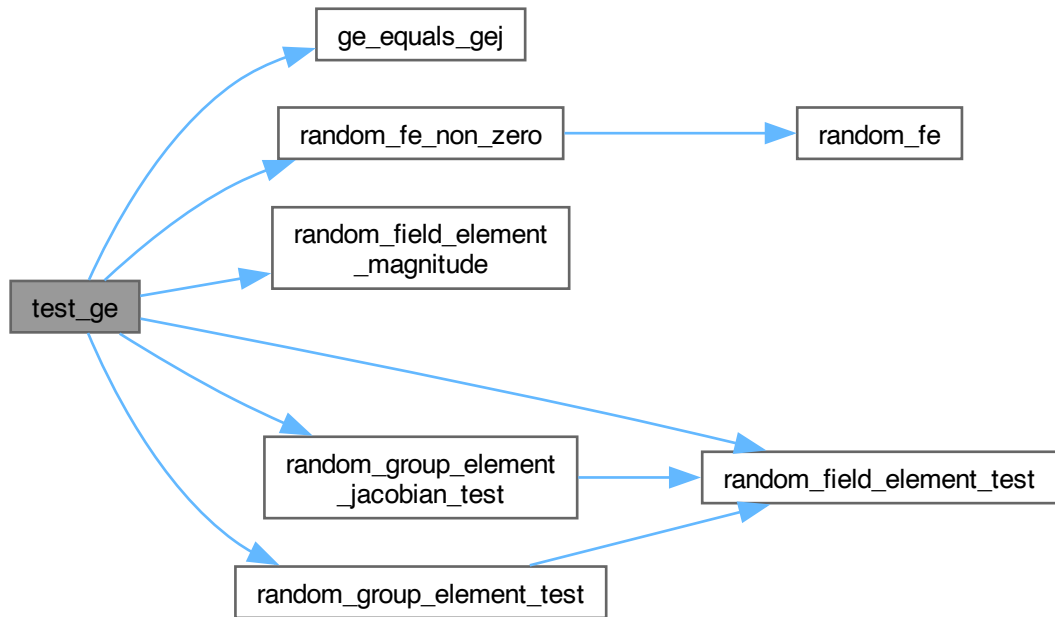 ge_equals_gej
random_fe_non_zero
random_fe
random_field_element
_magnitude
test_ge
random_group_element
_jacobian_test
random_field_element_test
random_group_element_test